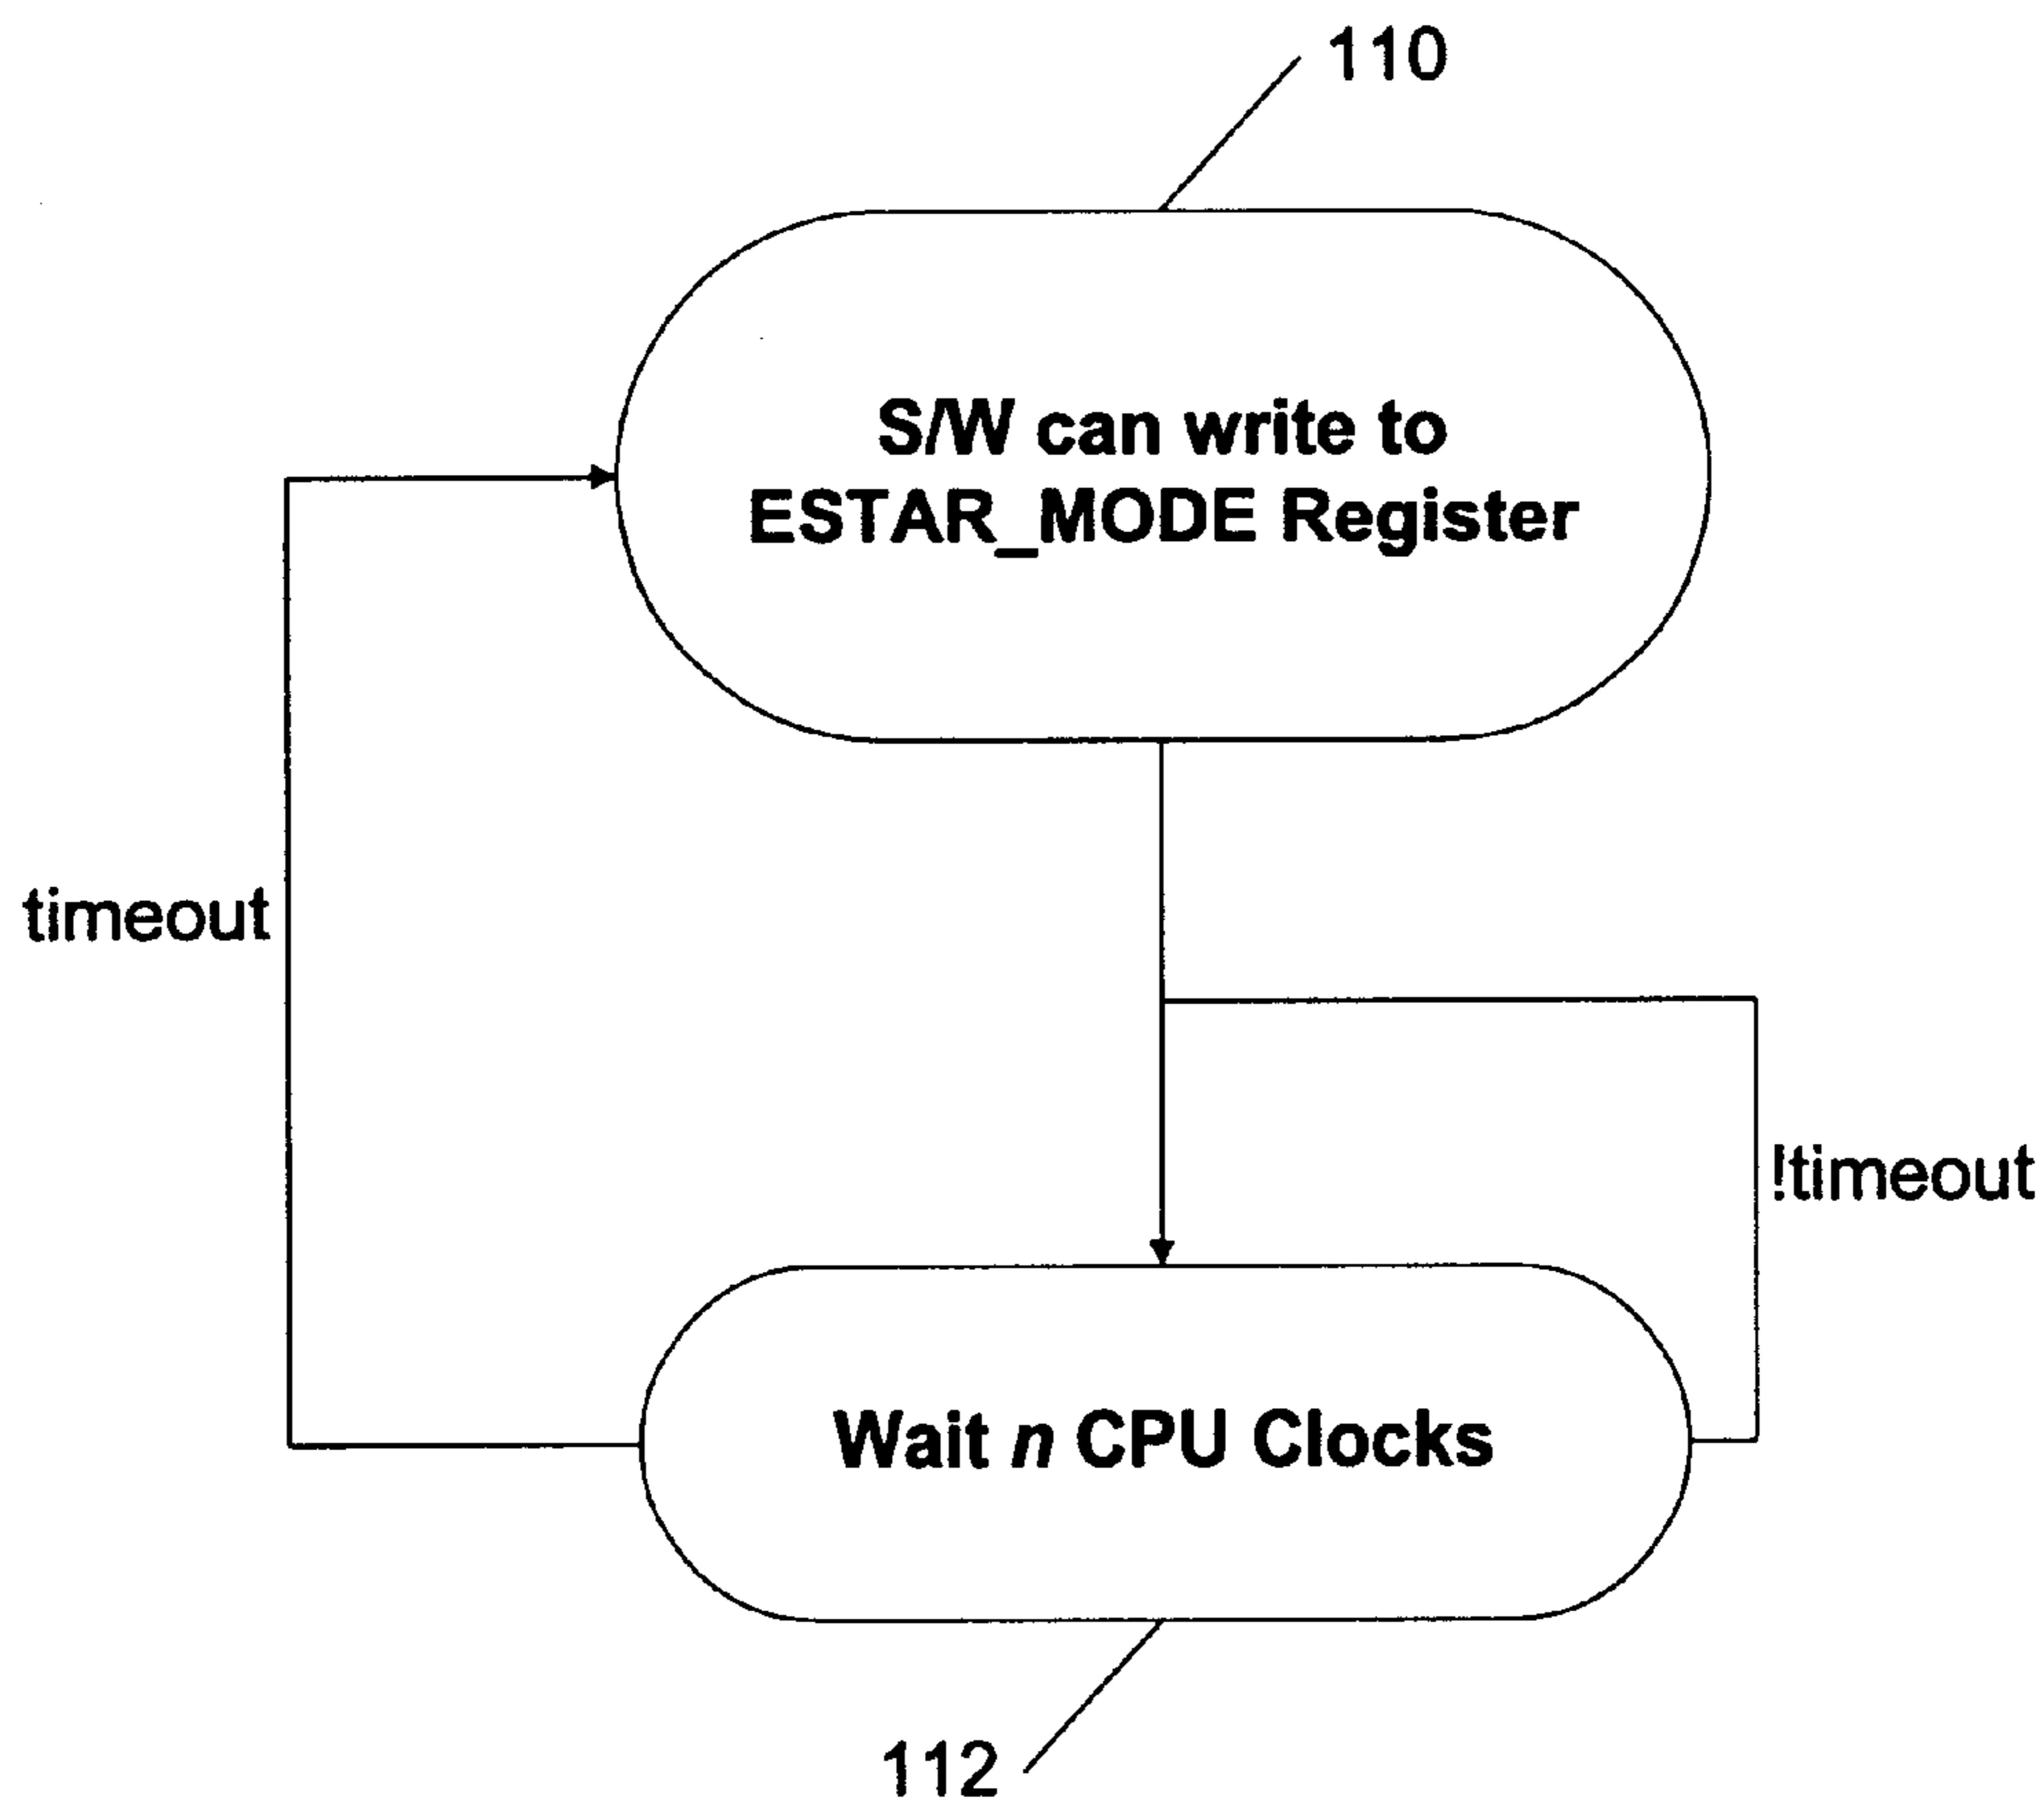 110
S/W can write to
ESTAR_MODE Register
timeout
!timeout
Wait n CPU Clocks
112